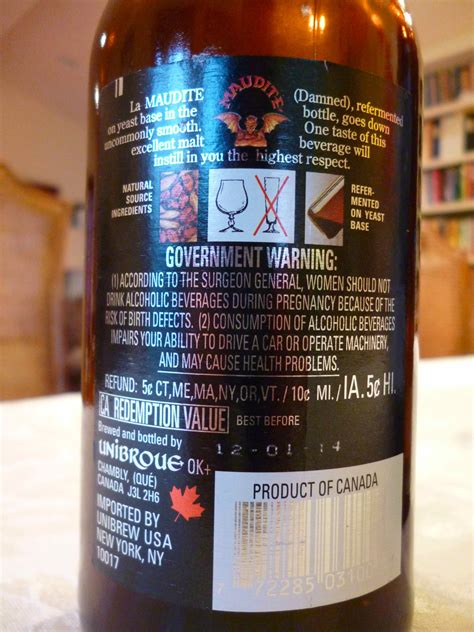 La MAUDITE (Damned), refermented
on yeast base in the bottle, goes down
uncommonly smooth. One taste of this
excellent malt beverage will
instill in you the highest respect.
MAUDITE
NATURAL
SOURCE
INGREDIENTS
REFER-
MENTED
ON YEAST
BASE
GOVERNMENT WARNING:
(1) ACCORDING TO THE SURGEON GENERAL, WOMEN SHOULD NOT
DRINK ALCOHOLIC BEVERAGES DURING PREGNANCY BECAUSE OF THE
RISK OF BIRTH DEFECTS. (2) CONSUMPTION OF ALCOHOLIC BEVERAGES
IMPAIRS YOUR ABILITY TO DRIVE A CAR OR OPERATE MACHINERY,
AND MAY CAUSE HEALTH PROBLEMS.
REFUND: 5¢ CT,ME,MA,NY,OR,VT. / 10¢ MI. / IA. 5¢ HI.
CA REDEMPTION VALUE BEST BEFORE
12-01-14
Brewed and bottled by
UNIBROUE OK+
CHAMBLY, (QUÉ)
CANADA J3L 2H6
IMPORTED BY
UNIBREW USA
NEW YORK, NY
10017
PRODUCT OF CANADA